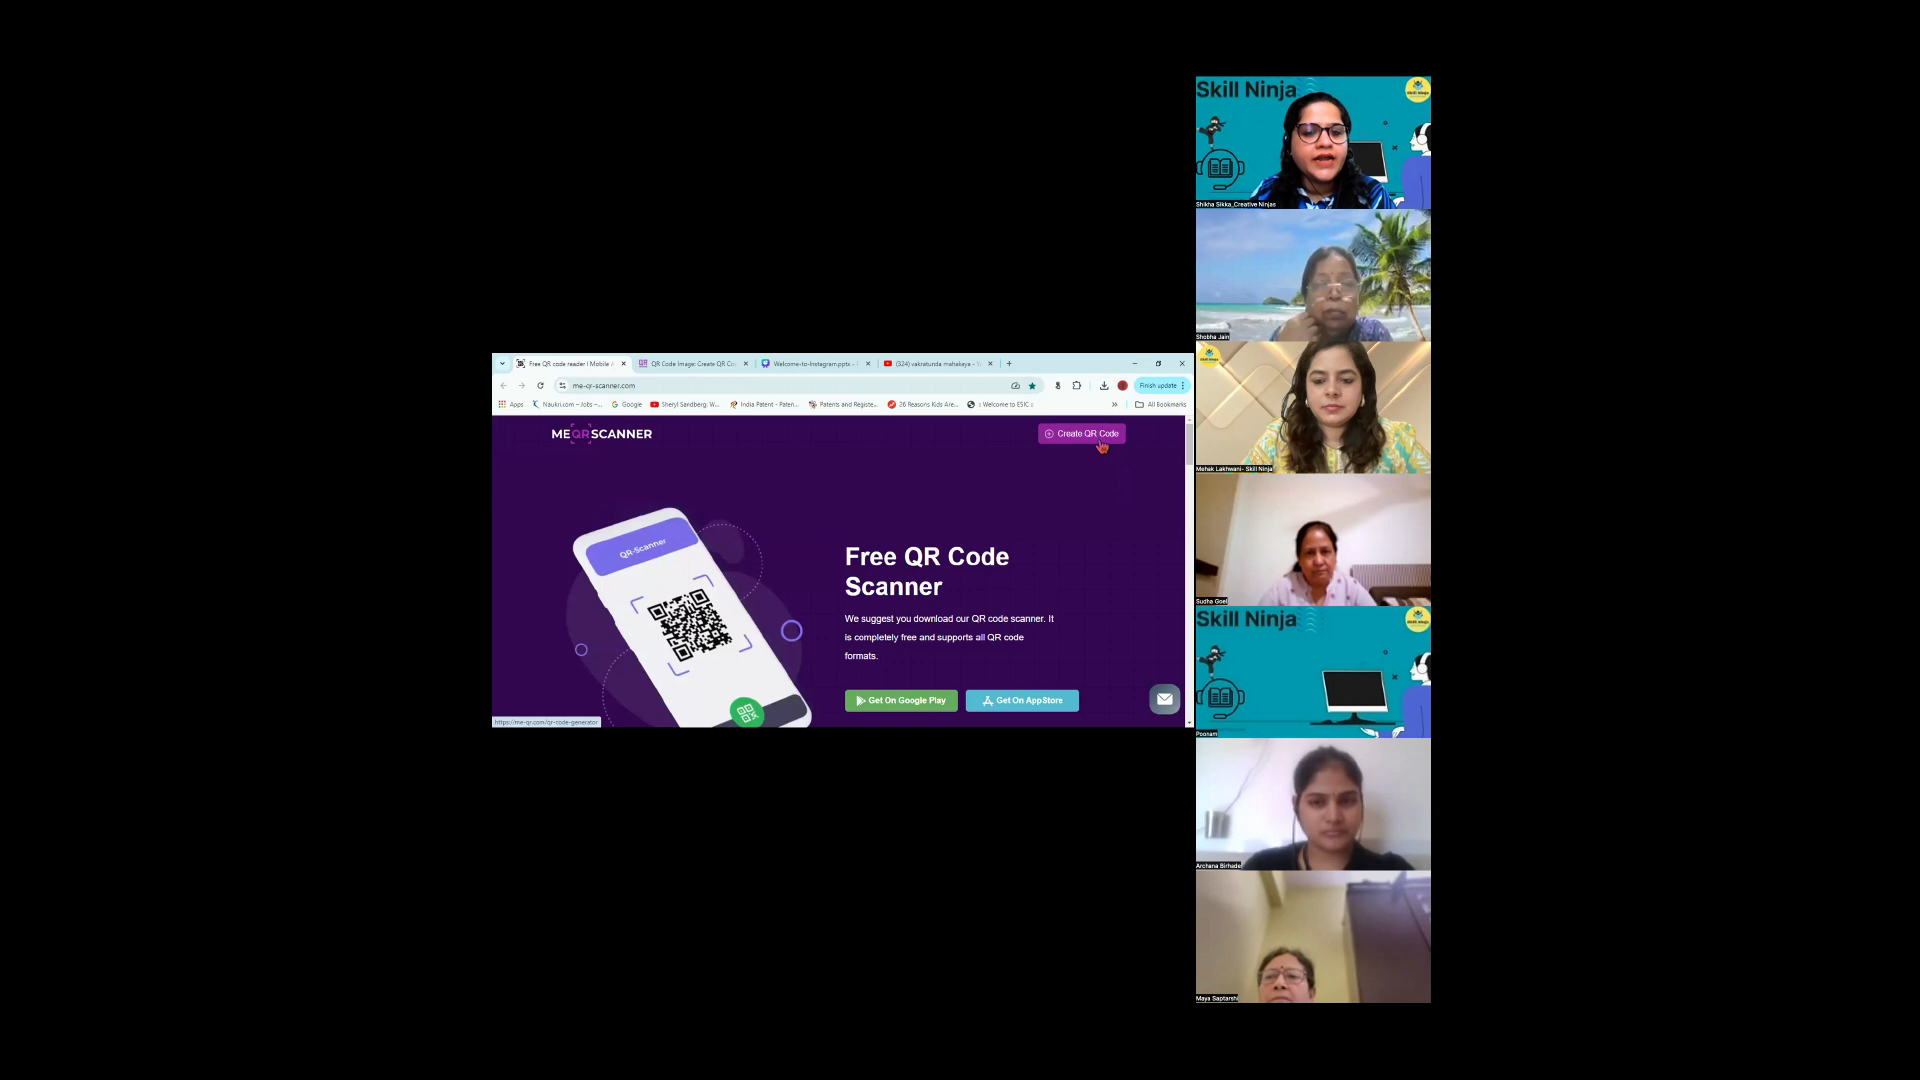 Free QR code reader | Mobile A
QR Code Image: Create QR Co
Welcome-to-Instagram.pptx -
(324) vakratunda mahakaya - Y
me-qr-scanner.com
Finish update
Apps
Naukri.com – Jobs –...
Google
Sheryl Sandberg: W...
India Patent - Paten...
Patents and Registe...
26 Reasons Kids Are...
:: Welcome to ESIC ::
All Bookmarks
MEQRSCANNER
Create QR Code
QR-Scanner
Free QR Code
Scanner
We suggest you download our QR code scanner. It
is completely free and supports all QR code
formats.
Get On Google Play
Get On AppStore
https://me-qr.com/qr-code-generator
Skill Ninja
Shikha Sikka_Creative Ninjas
Shobha Jain
Mehak Lakhwani- Skill Ninja
Sudha Goel
Skill Ninja
Poonam
Archana Birhade
Maya Saptarshi